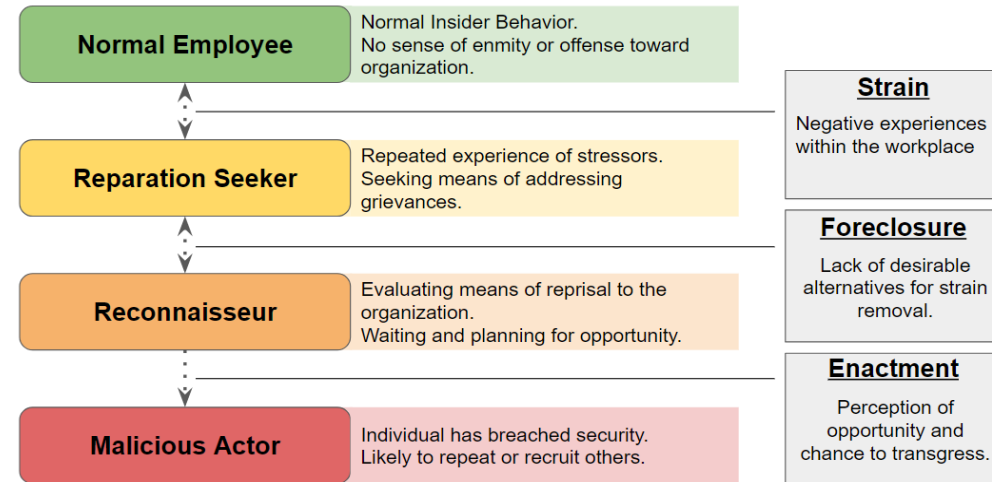 Normal Employee
Normal Insider Behavior.
No sense of enmity or offense toward
organization.
Strain
Negative experiences
within the workplace
Reparation Seeker
Repeated experience of stressors.
Seeking means of addressing
grievances.
Foreclosure
Lack of desirable
alternatives for strain
removal.
Reconnaisseur
Evaluating means of reprisal to the
organization.
Waiting and planning for opportunity.
Enactment
Perception of
opportunity and
chance to transgress.
Malicious Actor
Individual has breached security.
Likely to repeat or recruit others.